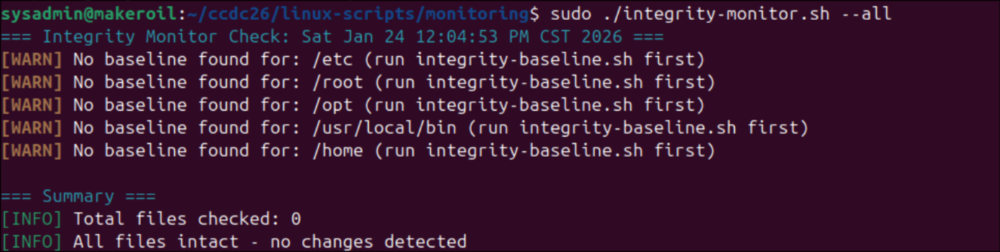 sysadmin@makeroil:~/ccdc26/linux-scripts/monitoring$ sudo ./integrity-monitor.sh --all
=== Integrity Monitor Check: Sat Jan 24 12:04:53 PM CST 2026 ===
[WARN] No baseline found for: /etc (run integrity-baseline.sh first)
[WARN] No baseline found for: /root (run integrity-baseline.sh first)
[WARN] No baseline found for: /opt (run integrity-baseline.sh first)
[WARN] No baseline found for: /usr/local/bin (run integrity-baseline.sh first)
[WARN] No baseline found for: /home (run integrity-baseline.sh first)
=== Summary ===
[INFO] Total files checked: 0
[INFO] All files intact - no changes detected